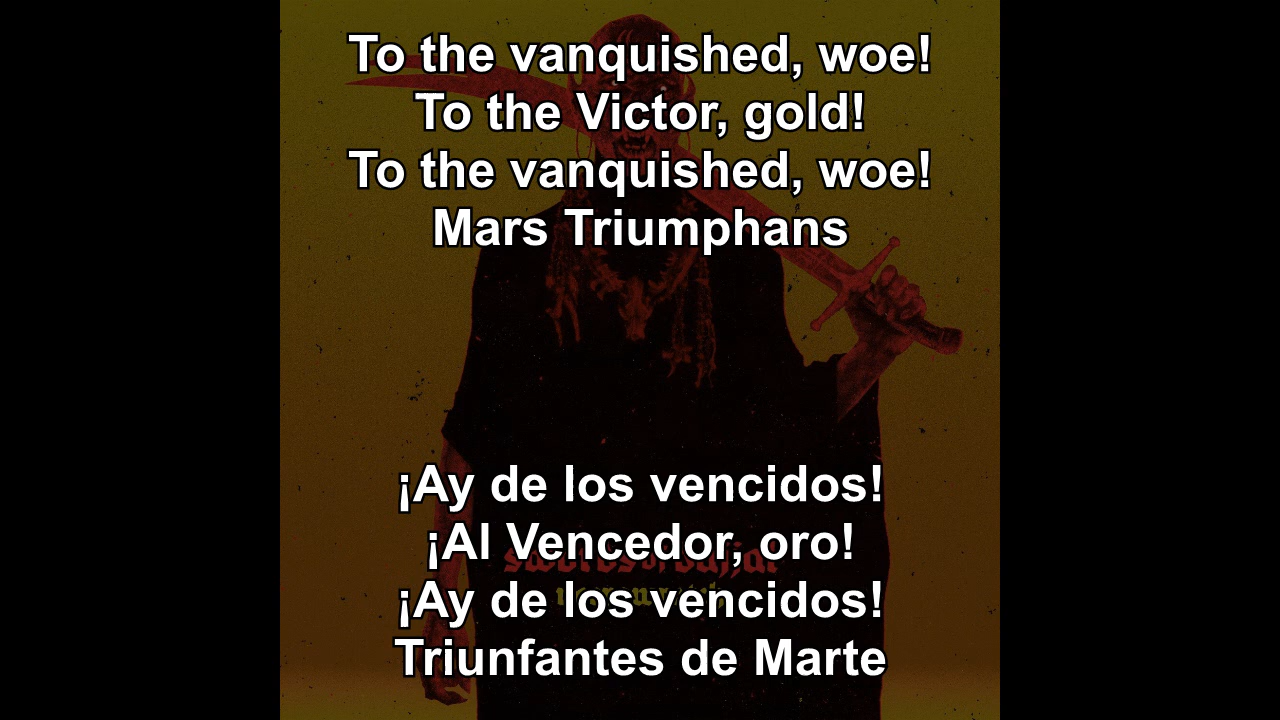 To the vanquished, woe!
To the Victor, gold!
To the vanquished, woe!
Mars Triumphans
¡Ay de los vencidos!
¡Al Vencedor, oro!
¡Ay de los vencidos!
Triunfantes de Marte